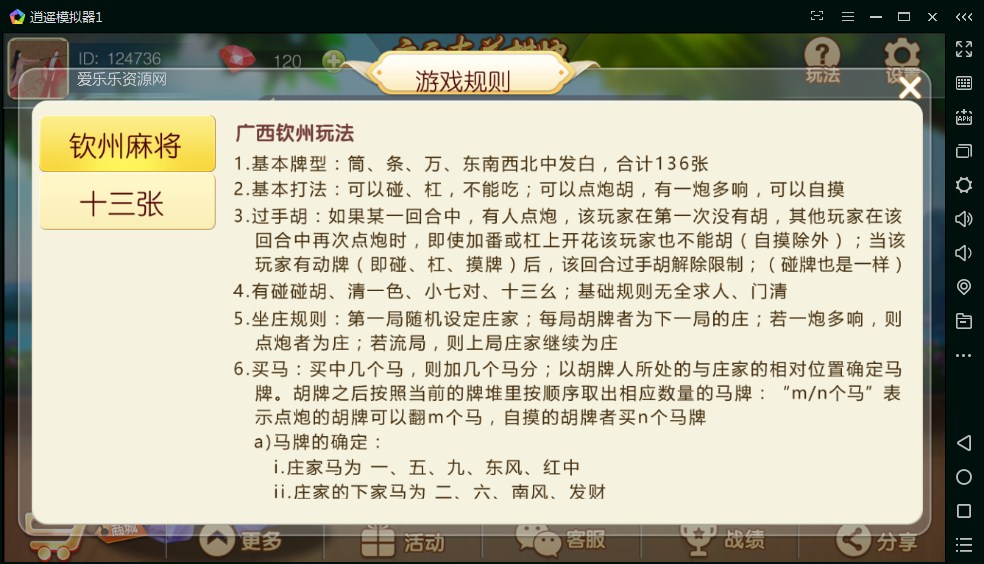 逍遥模拟器1
ID: 124736
120
爱乐乐资源网
玩法
游戏规则
钦州麻将
十三张
广西钦州玩法
1.基本牌型：筒、条、万、东南西北中发白，合计136张
2.基本打法：可以碰、杠，不能吃；可以点炮胡，有一炮多响，可以自摸
3.过手胡：如果某一回合中，有人点炮，该玩家在第一次没有胡，其他玩家在该
回合中再次点炮时，即使加番或杠上开花该玩家也不能胡（自摸除外）；当该
玩家有动牌（即碰、杠、摸牌）后，该回合过手胡解除限制；（碰牌也是一样）
4.有碰碰胡、清一色、小七对、十三幺；基础规则无全求人、门清
5.坐庄规则：第一局随机设定庄家；每局胡牌者为下一局的庄；若一炮多响，则
点炮者为庄；若流局，则上局庄家继续为庄
6.买马：买中几个马，则加几个马分；以胡牌人所处的与庄家的相对位置确定马
牌。胡牌之后按照当前的牌堆里按顺序取出相应数量的马牌：“m/n个马”表
示点炮的胡牌可以翻m个马，自摸的胡牌者买n个马牌
a)马牌的确定：
i.庄家马为 一、五、九、东风、红中
ii.庄家的下家马为 二、六、南风、发财
商城
更多
活动
客服
战绩
分享
APK